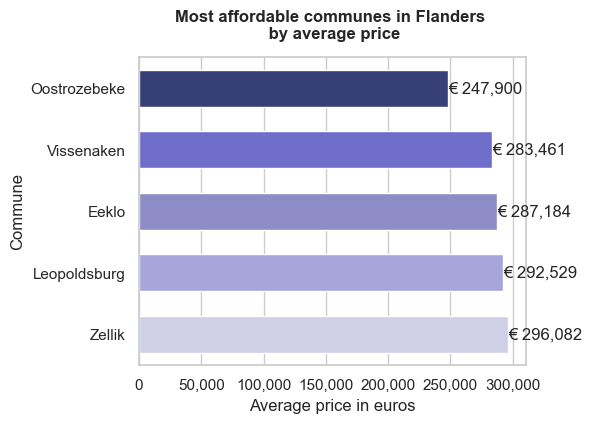 Most affordable communes in Flanders
by average price
Commune
Oostrozebeke
€ 247,900
Vissenaken
€ 283,461
Eeklo
€ 287,184
Leopoldsburg
€ 292,529
Zellik
€ 296,082
0 50,000 100,000 150,000 200,000 250,000 300,000
Average price in euros